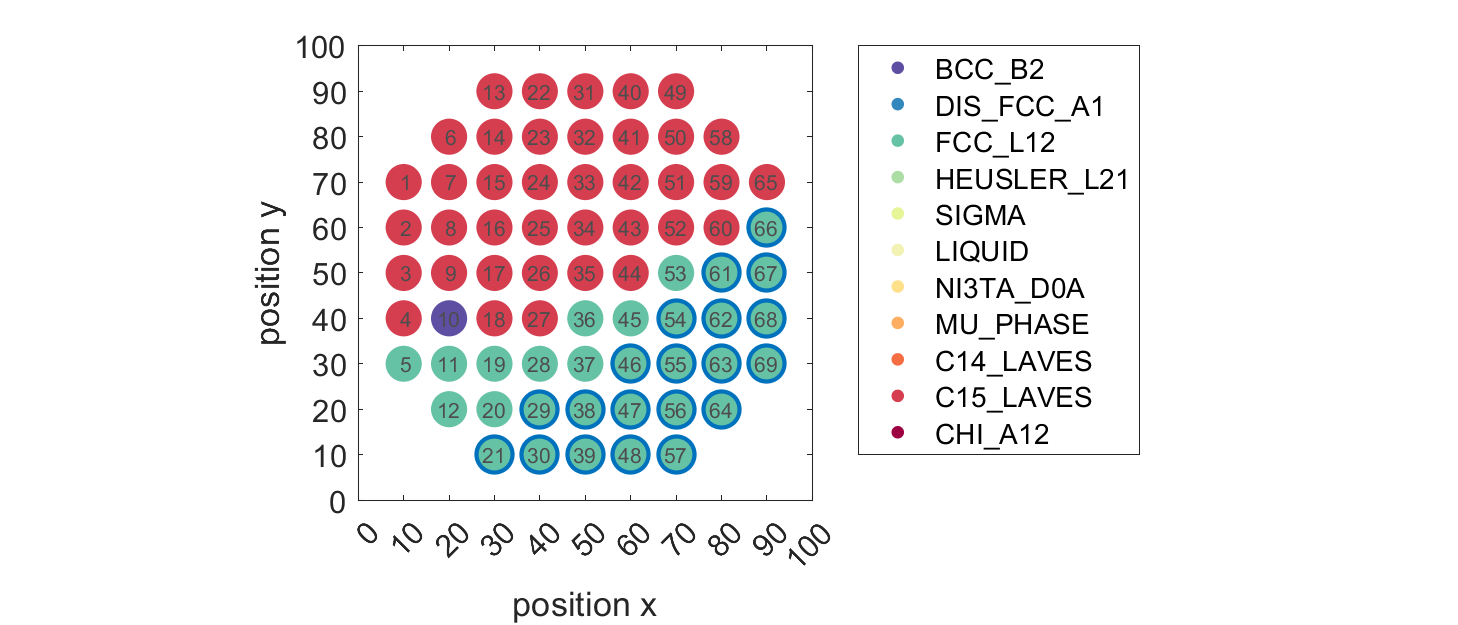 100
90
80
70
60
50
40
30
20
10
0
position y
13 22 31 40 49
6 14 23 32 41 50 58
1 7 15 24 33 42 51 59 65
2 8 16 25 34 43 52 60 66
3 9 17 26 35 44 53 61 67
4 10 18 27 36 45 54 62 68
5 11 19 28 37 46 55 63 69
12 20 29 38 47 56 64
21 30 39 48 57
0 10 20 30 40 50 60 70 80 90 100
position x
BCC_B2
DIS_FCC_A1
FCC_L12
HEUSLER_L21
SIGMA
LIQUID
NI3TA_D0A
MU_PHASE
C14_LAVES
C15_LAVES
CHI_A12